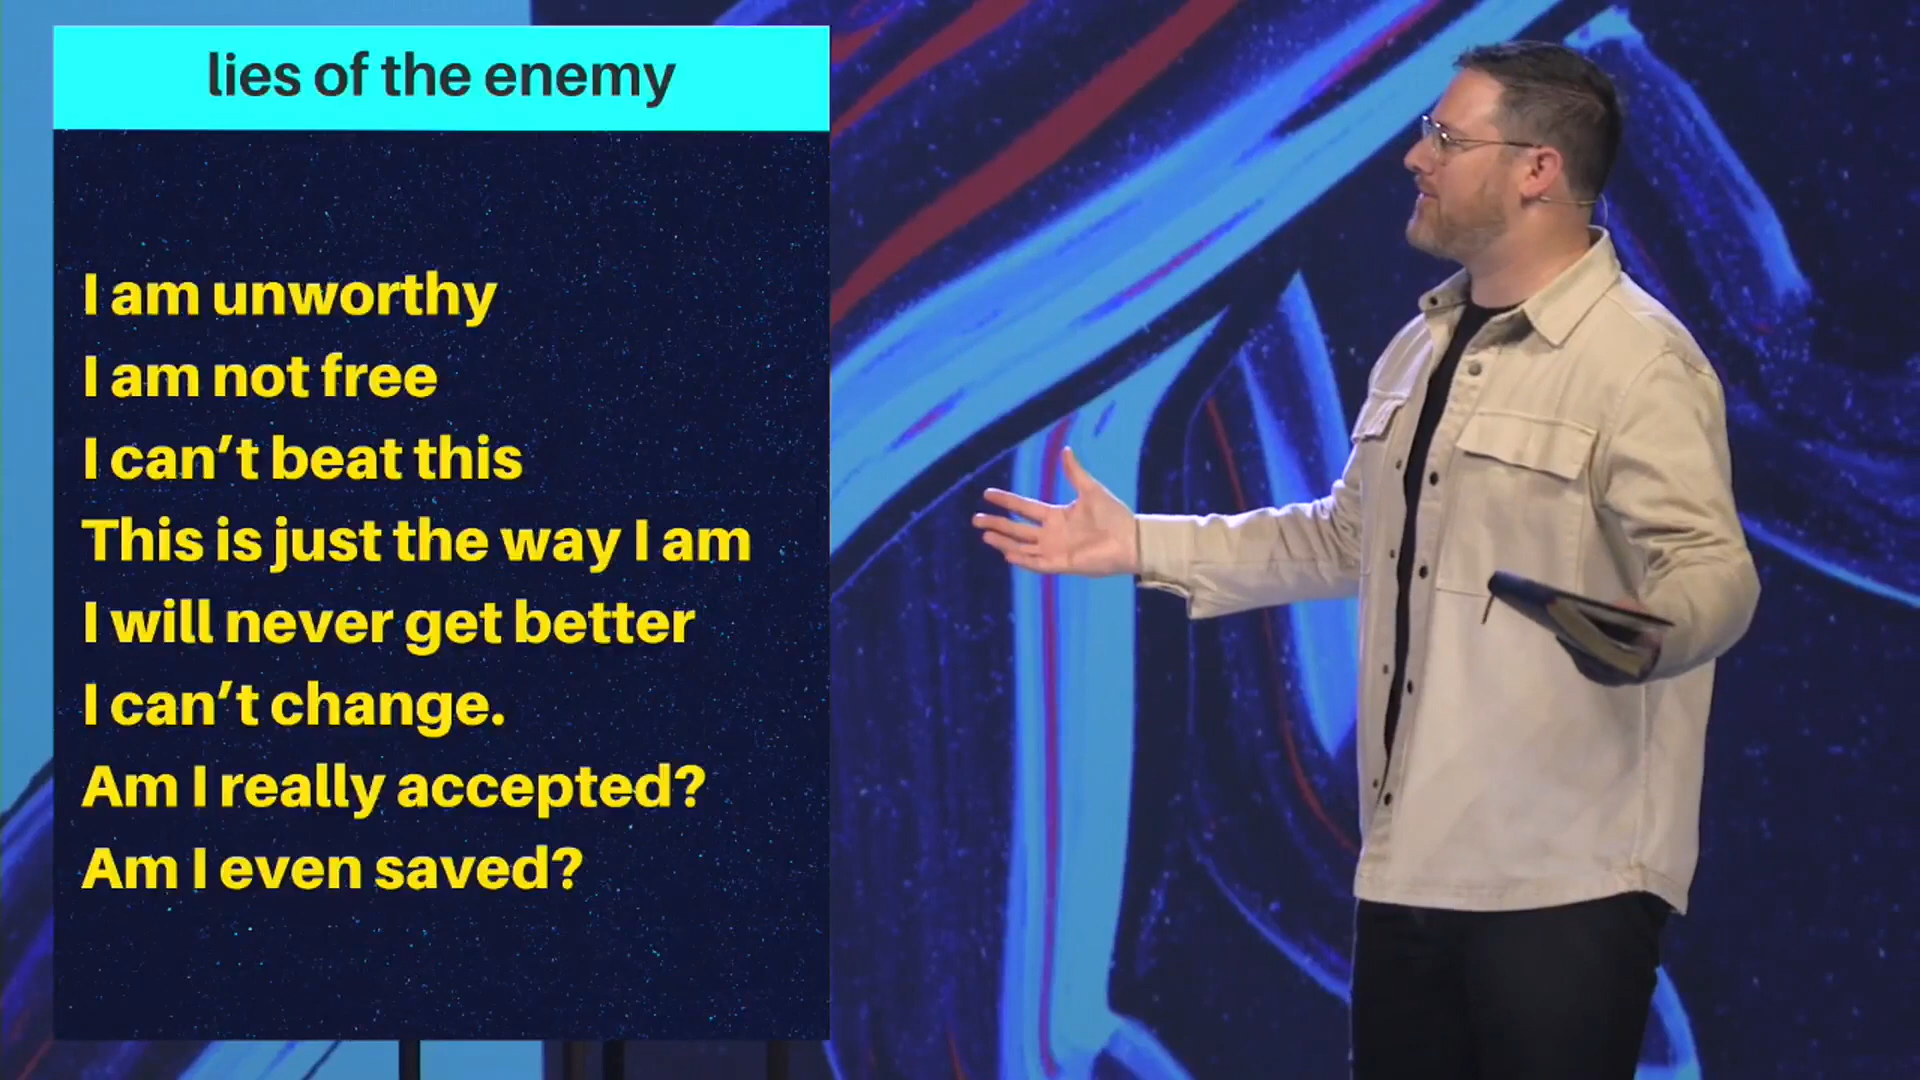 lies of the enemy
I am unworthy
I am not free
I can’t beat this
This is just the way I am
I will never get better
I can’t change.
Am I really accepted?
Am I even saved?